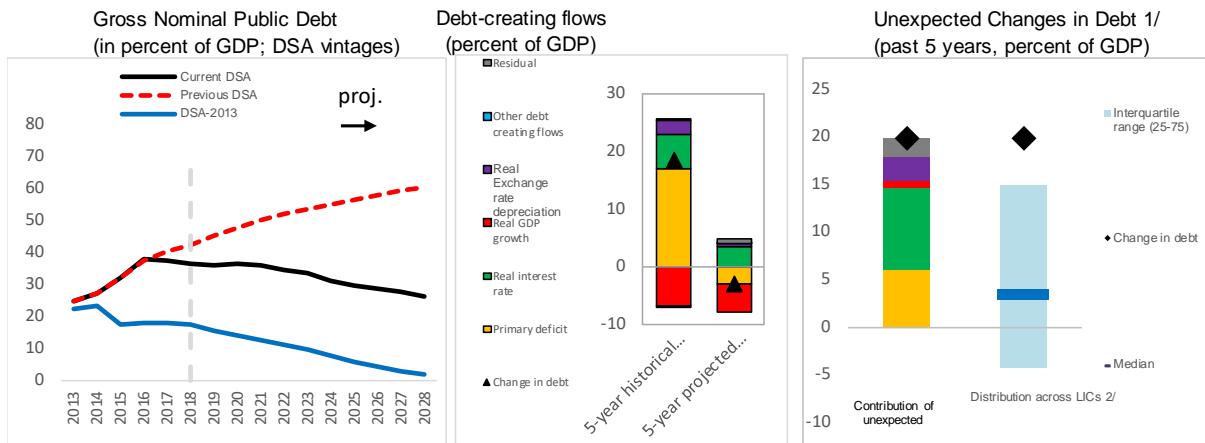 Gross Nominal Public Debt
(in percent of GDP; DSA vintages)
Current DSA
Previous DSA
DSA-2013
proj.
80
70
60
50
40
30
20
10
0
2013
2014
2015
2016
2017
2018
2019
2020
2021
2022
2023
2024
2025
2026
2027
2028
Debt-creating flows
(percent of GDP)
Residual
Other debt
creating flows
Real
Exchange
rate
depreciation
Real GDP
growth
Real interest
rate
Primary deficit
Change in debt
30
20
10
0
-10
5-year historical...
5-year projected...
Unexpected Changes in Debt 1/
(past 5 years, percent of GDP)
25
20
15
10
5
0
-5
-10
Interquartile
range (25-75)
Change in debt
Median
Contribution of
unexpected
Distribution across LICs 2/